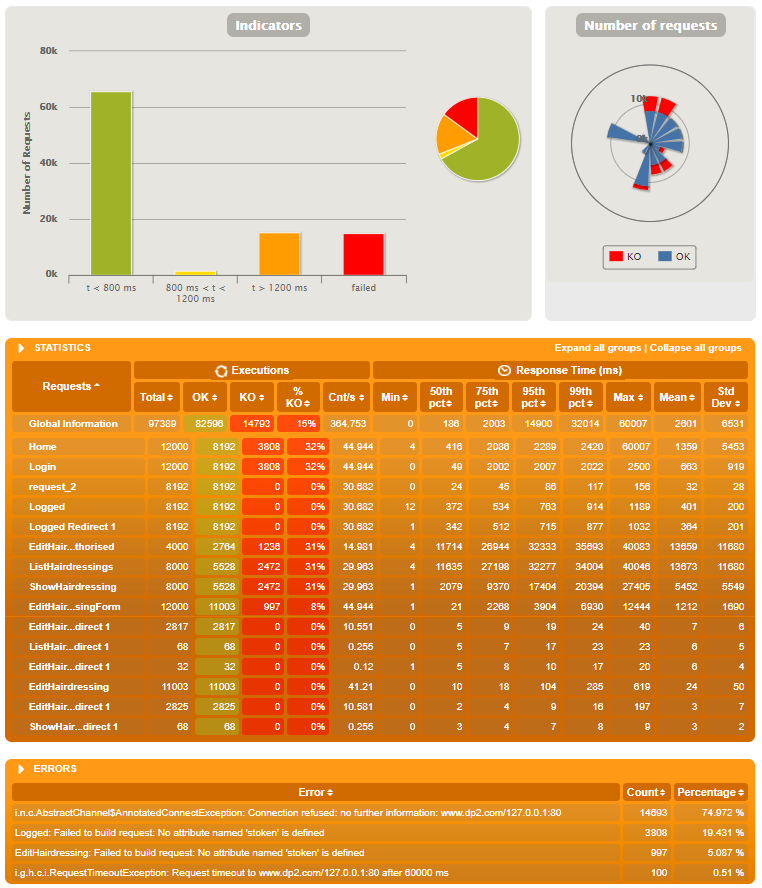 Indicators
80k
60k
40k
20k
0k
Number of Requests
t < 800 ms
800 ms < t <
1200 ms
t > 1200 ms
failed
Number of requests
10k
0k
KO OK
STATISTICS Expand all groups | Collapse all groups
Requests Executions Response Time (ms)
Total OK KO % KO Cnt/s Min 50th pct 75th pct 95th pct 99th pct Max Mean Std Dev
Global Information 97389 82596 14793 15% 364.753 0 186 2003 14900 32014 60007 2601 6531
Home 12000 8192 3808 32% 44.944 4 416 2086 2289 2420 60007 1359 5453
Login 12000 8192 3808 32% 44.944 0 49 2002 2007 2022 2500 663 919
request_2 8192 8192 0 0% 30.682 0 24 45 86 117 156 32 28
Logged 8192 8192 0 0% 30.682 12 372 534 763 914 1189 401 200
Logged Redirect 1 8192 8192 0 0% 30.682 1 342 512 715 877 1032 364 201
EditHair...thorised 4000 2764 1236 31% 14.981 4 11714 26944 32333 35693 40083 13659 11680
ListHairdressings 8000 5528 2472 31% 29.963 4 11635 27198 32277 34004 40046 13673 11680
ShowHairdressing 8000 5528 2472 31% 29.963 1 2079 9370 17404 20394 27405 5452 5549
EditHair...singForm 12000 11003 997 8% 44.944 1 21 2268 3904 6930 12444 1212 1690
EditHair...direct 1 2817 2817 0 0% 10.551 0 5 9 19 24 40 7 6
ListHair...direct 1 68 68 0 0% 0.255 0 5 7 17 23 23 6 5
EditHair...direct 1 32 32 0 0% 0.12 1 5 8 10 17 20 6 4
EditHairdressing 11003 11003 0 0% 41.21 0 10 18 104 285 619 24 50
EditHair...direct 1 2825 2825 0 0% 10.581 0 2 4 9 16 197 3 7
ShowHair...direct 1 68 68 0 0% 0.255 0 3 4 7 8 9 3 2
ERRORS
Error Count Percentage
i.n.c.AbstractChannel$AnnotatedConnectException: Connection refused: no further information: www.dp2.com/127.0.0.1:80 14693 74.972 %
Logged: Failed to build request: No attribute named 'stoken' is defined 3808 19.431 %
EditHairdressing: Failed to build request: No attribute named 'stoken' is defined 997 5.087 %
i.g.h.c.i.RequestTimeoutException: Request timeout to www.dp2.com/127.0.0.1:80 after 60000 ms 100 0.51 %